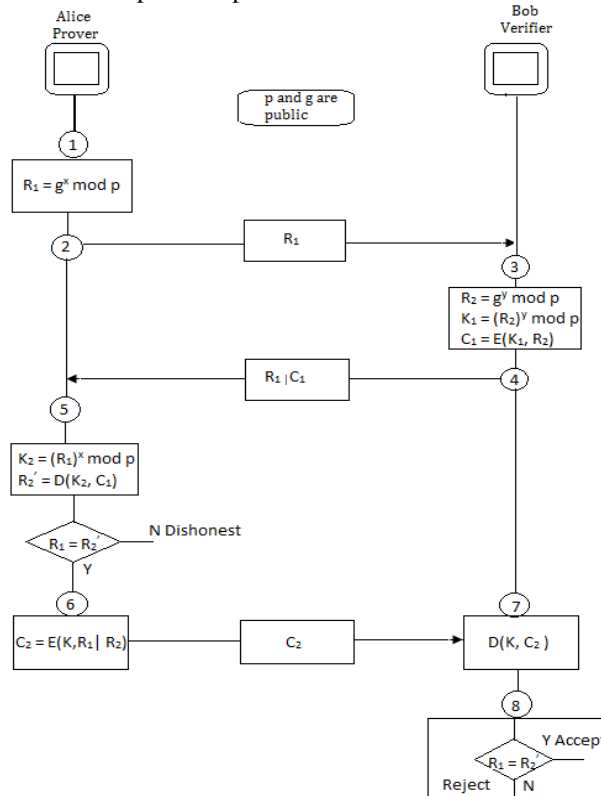 Alice
Prover
Bob
Verifier
p and g are
public
1
R₁ = gˣ mod p
2
R₁
3
R₂ = gʸ mod p
K₁ = (R₂)ʸ mod p
C₁ = E(K₁, R₂)
R₁ | C₁
4
5
K₂ = (R₁)ˣ mod p
R₂′ = D(K₂, C₁)
N Dishonest
R₁ = R₂′
Y
6
7
C₂ = E(K,R₁| R₂)
C₂
D(K, C₂ )
8
Y Accept
R₁ = R₂′
Reject
N